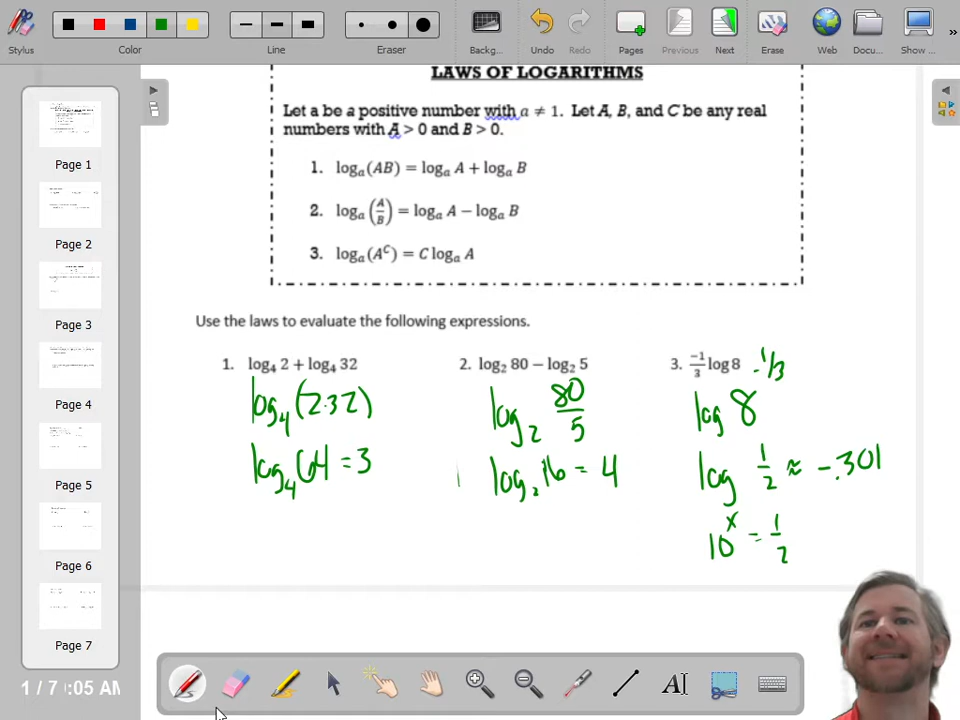 Stylus Color Line Eraser Backg... Undo Redo Pages Previous Next Erase Web Docu... Show ... »
Page 1
Page 2
Page 3
Page 4
Page 5
Page 6
Page 7
1 / 7 :05 AM
LAWS OF LOGARITHMS
Let a be a positive number with a ≠ 1. Let A, B, and C be any real
numbers with A > 0 and B > 0.
1. logₐ(AB) = logₐ A + logₐ B
2. logₐ(A/B) = logₐ A − logₐ B
3. logₐ(A^C) = C logₐ A
Use the laws to evaluate the following expressions.
1. log₄ 2 + log₄ 32
log₄(2·32)
log₄ 64 = 3
2. log₂ 80 − log₂ 5
log₂ 80/5
log₂ 16 = 4
3. -1/3 log 8
log 8^-1/3
log 1/2 ≈ -.301
10^x = 1/2
A